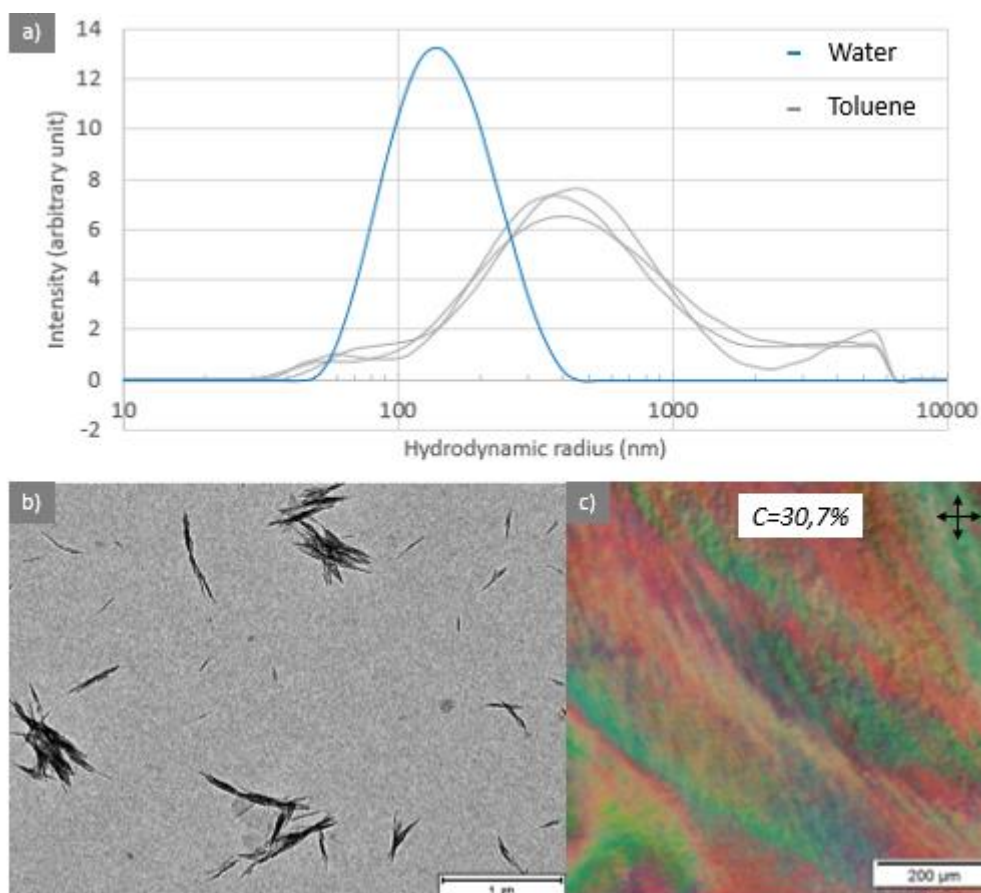 a)
14
12
10
8
6
4
2
0
-2
Intensity (arbitrary unit)
Water
Toluene
10
100
1000
10000
Hydrodynamic radius (nm)
b)
c)
C=30,7%
200 µm